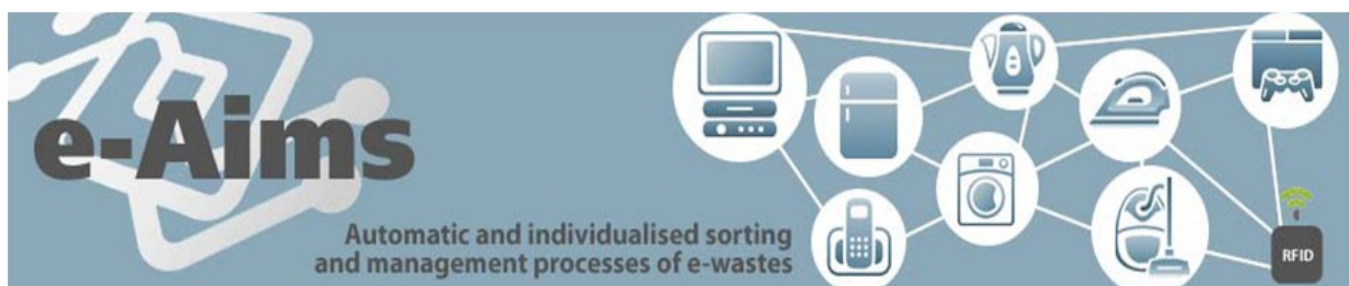 e-Aims
Automatic and individualised sorting
and management processes of e-wastes
RFID